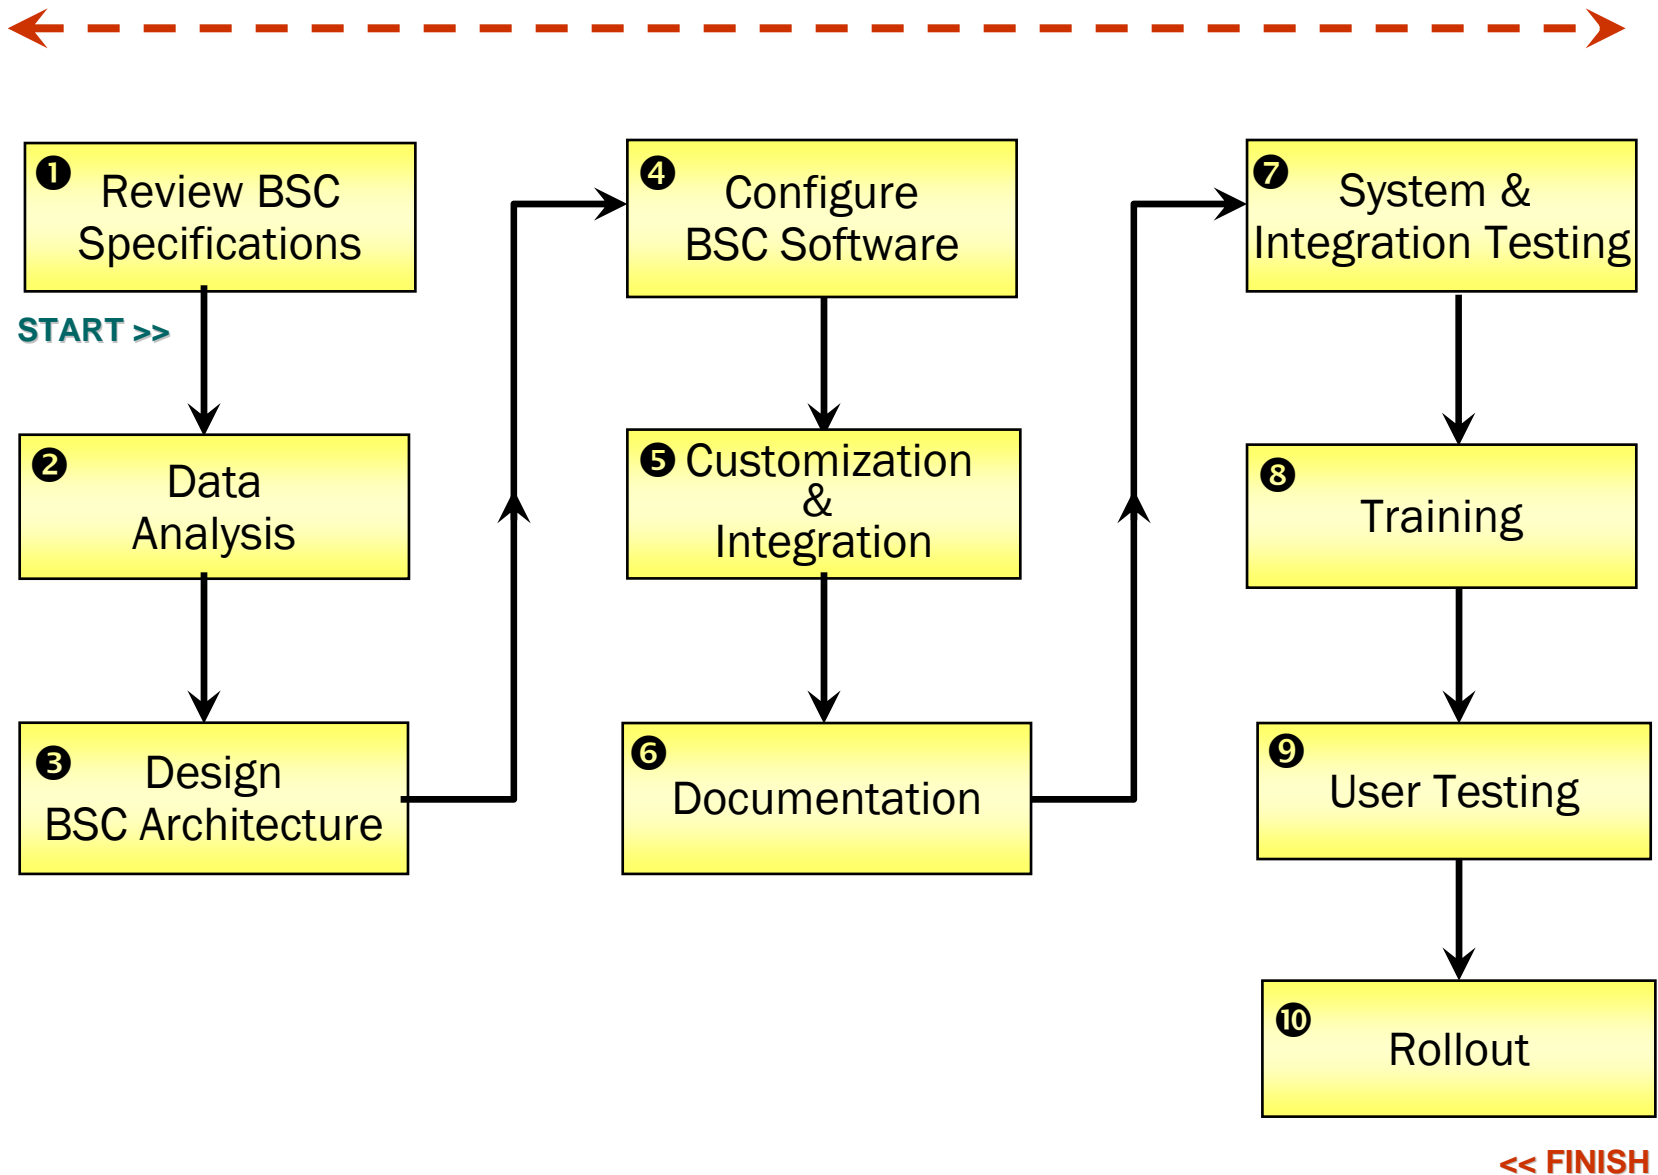 ❶
Review BSC
Specifications
START >>
❷
Data
Analysis
❸
Design
BSC Architecture
❹
Configure
BSC Software
❺ Customization
&
Integration
❻
Documentation
❼
System &
Integration Testing
❽
Training
❾
User Testing
❿
Rollout
<< FINISH